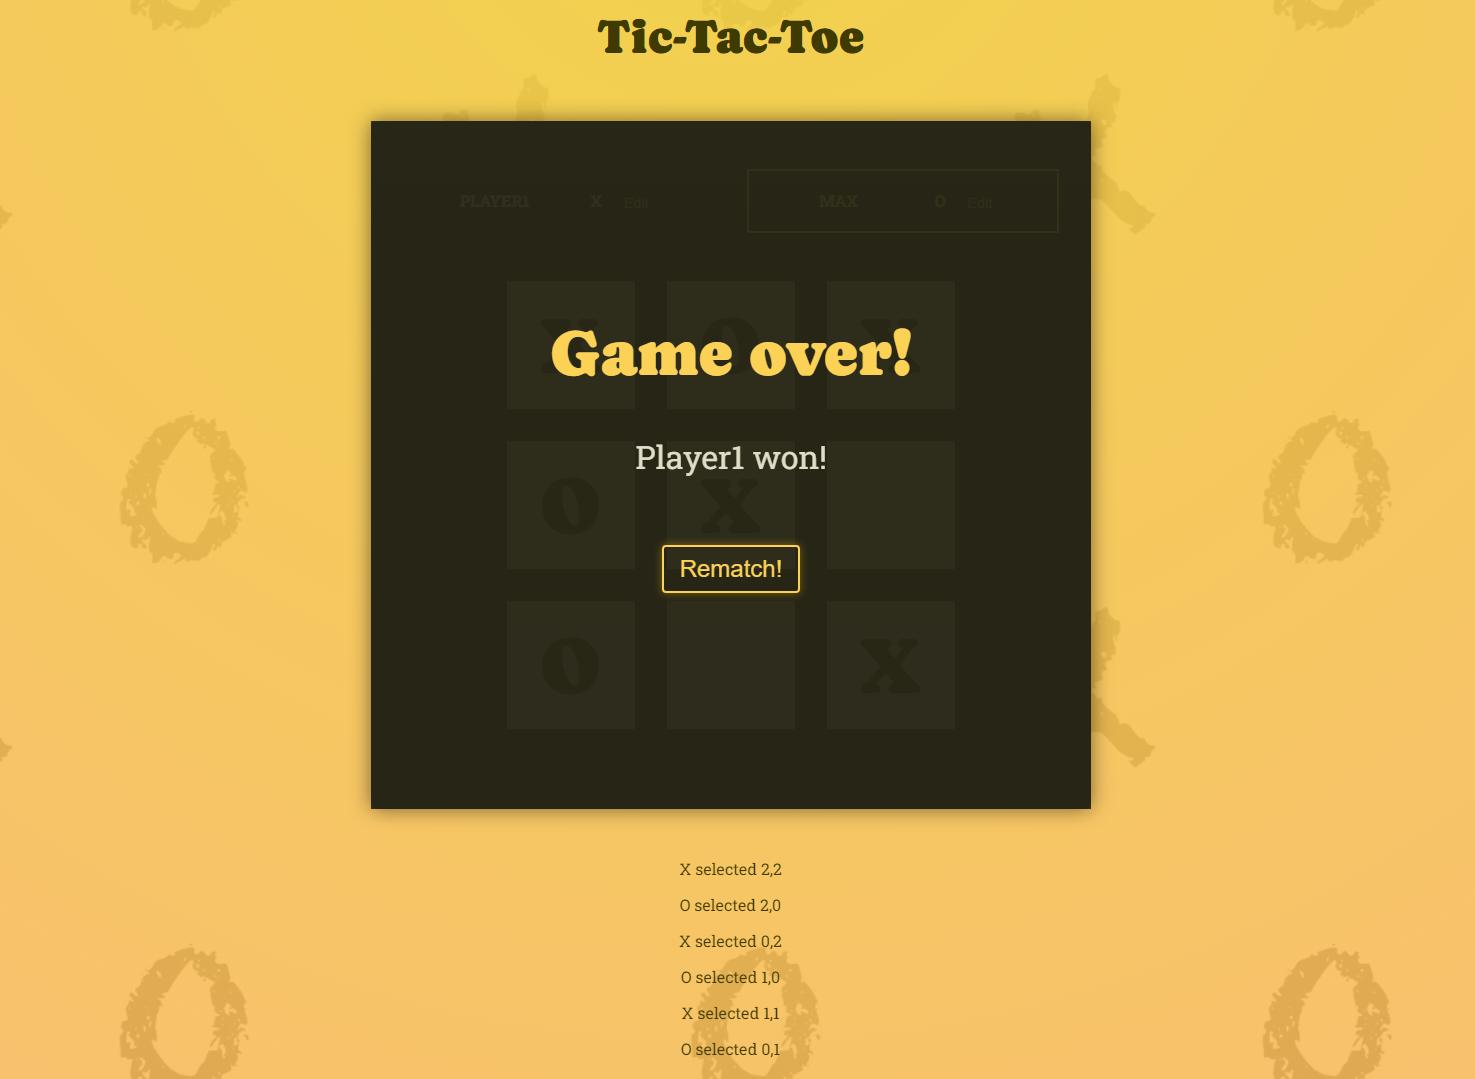 Tic-Tac-Toe
PLAYER1 X Edit MAX O Edit
X O X
Game over!
Player1 won!
O X
Rematch!
O X
X selected 2,2
O selected 2,0
X selected 0,2
O selected 1,0
X selected 1,1
O selected 0,1